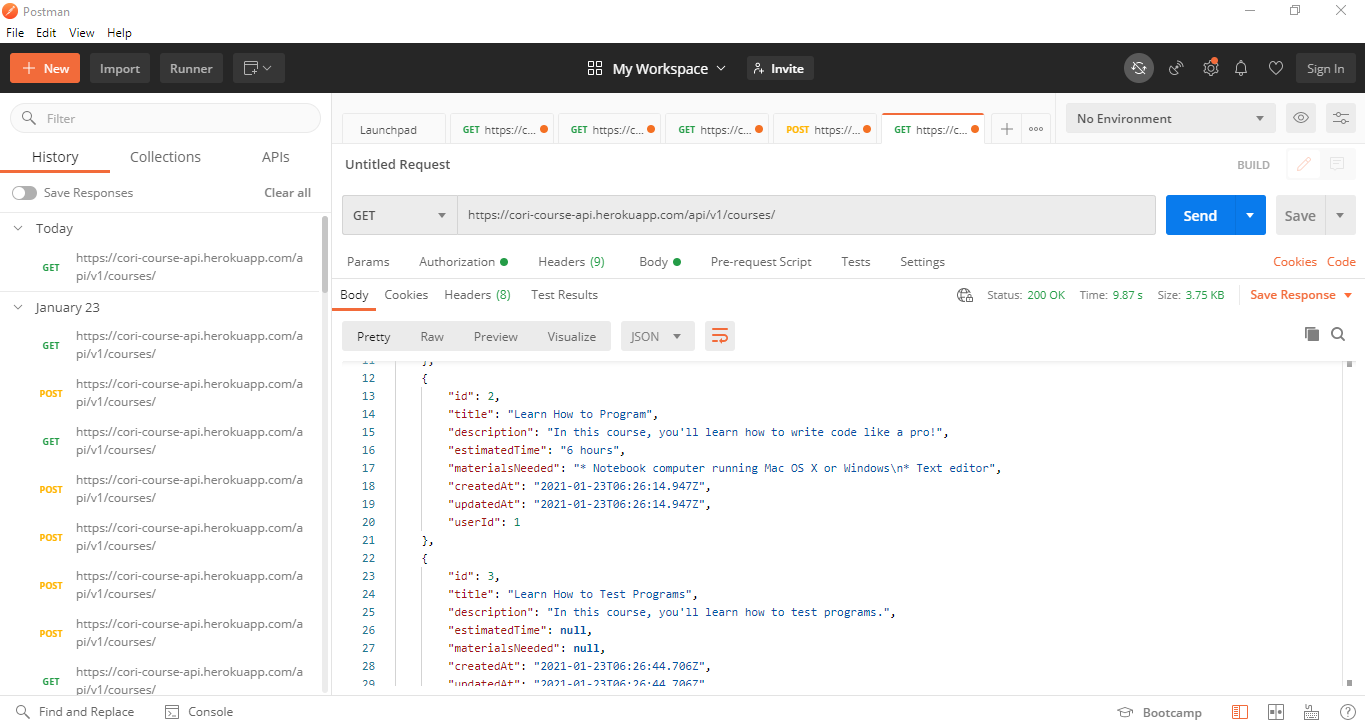 Postman
File Edit View Help
New Import Runner My Workspace Invite Sign In
Filter
History Collections APIs
Save Responses Clear all
Today
GET https://cori-course-api.herokuapp.com/a
pi/v1/courses/
January 23
GET https://cori-course-api.herokuapp.com/a
pi/v1/courses/
POST https://cori-course-api.herokuapp.com/a
pi/v1/courses/
GET https://cori-course-api.herokuapp.com/a
pi/v1/courses/
POST https://cori-course-api.herokuapp.com/a
pi/v1/courses/
POST https://cori-course-api.herokuapp.com/a
pi/v1/courses/
POST https://cori-course-api.herokuapp.com/a
pi/v1/courses/
POST https://cori-course-api.herokuapp.com/a
pi/v1/courses/
GET https://cori-course-api.herokuapp.com/a
pi/v1/courses/
Launchpad GET https://c... GET https://c... GET https://c... POST https://... GET https://c... No Environment
Untitled Request BUILD
GET https://cori-course-api.herokuapp.com/api/v1/courses/ Send Save
Params Authorization Headers (9) Body Pre-request Script Tests Settings Cookies Code
Body Cookies Headers (8) Test Results Status: 200 OK Time: 9.87 s Size: 3.75 KB Save Response
Pretty Raw Preview Visualize JSON
11 },
12 {
13 "id": 2,
14 "title": "Learn How to Program",
15 "description": "In this course, you'll learn how to write code like a pro!",
16 "estimatedTime": "6 hours",
17 "materialsNeeded": "* Notebook computer running Mac OS X or Windows\n* Text editor",
18 "createdAt": "2021-01-23T06:26:14.947Z",
19 "updatedAt": "2021-01-23T06:26:14.947Z",
20 "userId": 1
21 },
22 {
23 "id": 3,
24 "title": "Learn How to Test Programs",
25 "description": "In this course, you'll learn how to test programs.",
26 "estimatedTime": null,
27 "materialsNeeded": null,
28 "createdAt": "2021-01-23T06:26:44.706Z",
29 "updatedAt": "2021-01-23T06:26:44.706Z"
Find and Replace Console Bootcamp